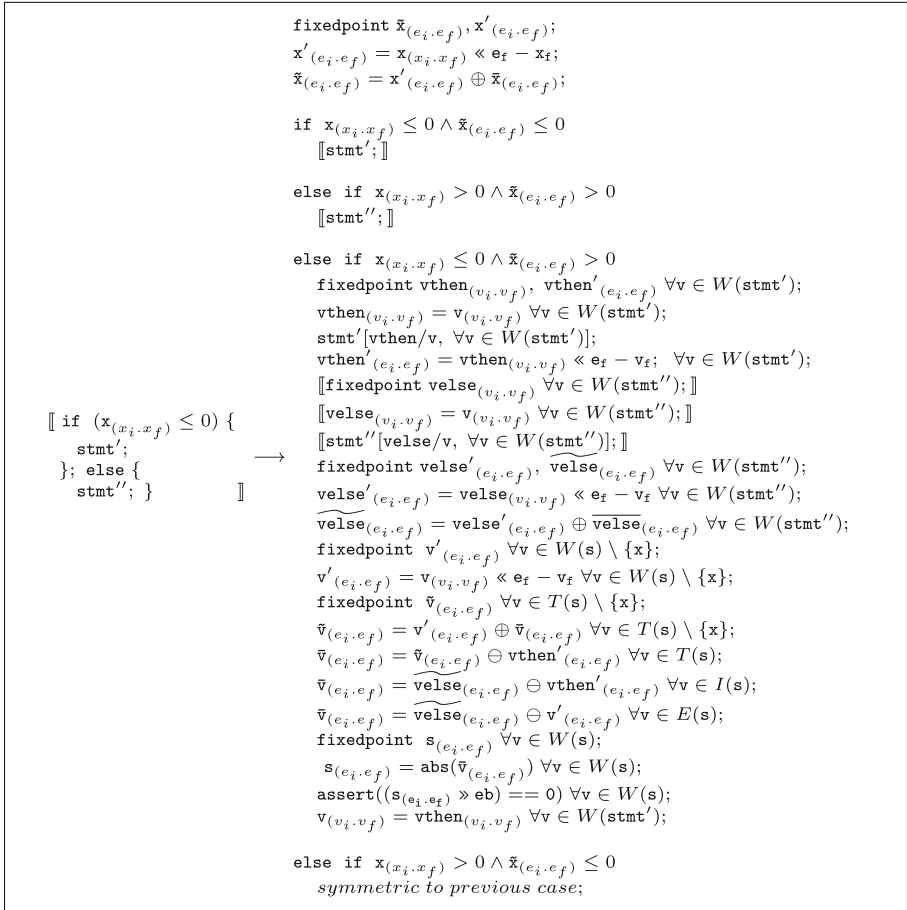 ⟦ if (x_(x_i.x_f) ≤ 0) {
stmt′;
}; else {
stmt″; } ⟧
⟶
fixedpoint x̃_(e_i.e_f), x′_(e_i.e_f);
x′_(e_i.e_f) = x_(x_i.x_f) ≪ e_f − x_f;
x̃_(e_i.e_f) = x′_(e_i.e_f) ⊕ x̄_(e_i.e_f);
if x_(x_i.x_f) ≤ 0 ∧ x̃_(e_i.e_f) ≤ 0
⟦stmt′;⟧
else if x_(x_i.x_f) > 0 ∧ x̃_(e_i.e_f) > 0
⟦stmt″;⟧
else if x_(x_i.x_f) ≤ 0 ∧ x̃_(e_i.e_f) > 0
fixedpoint vthen_(v_i.v_f), vthen′_(e_i.e_f) ∀v ∈ W(stmt′);
vthen_(v_i.v_f) = v_(v_i.v_f) ∀v ∈ W(stmt′);
stmt′[vthen/v, ∀v ∈ W(stmt′)];
vthen′_(e_i.e_f) = vthen_(v_i.v_f) ≪ e_f − v_f; ∀v ∈ W(stmt′);
⟦fixedpoint velse_(v_i.v_f) ∀v ∈ W(stmt″);⟧
⟦velse_(v_i.v_f) = v_(v_i.v_f) ∀v ∈ W(stmt″);⟧
⟦stmt″[velse/v, ∀v ∈ W(stmt″)];⟧
fixedpoint velse′_(e_i.e_f), \widetilde{velse}_(e_i.e_f) ∀v ∈ W(stmt″);
velse′_(e_i.e_f) = velse_(v_i.v_f) ≪ e_f − v_f ∀v ∈ W(stmt″);
\widetilde{velse}_(e_i.e_f) = velse′_(e_i.e_f) ⊕ \overline{velse}_(e_i.e_f) ∀v ∈ W(stmt″);
fixedpoint v′_(e_i.e_f) ∀v ∈ W(s) \ {x};
v′_(e_i.e_f) = v_(v_i.v_f) ≪ e_f − v_f ∀v ∈ W(s) \ {x};
fixedpoint ṽ_(e_i.e_f) ∀v ∈ T(s) \ {x};
ṽ_(e_i.e_f) = v′_(e_i.e_f) ⊕ v̄_(e_i.e_f) ∀v ∈ T(s) \ {x};
v̄_(e_i.e_f) = ṽ_(e_i.e_f) ⊖ vthen′_(e_i.e_f) ∀v ∈ T(s);
v̄_(e_i.e_f) = \widetilde{velse}_(e_i.e_f) ⊖ vthen′_(e_i.e_f) ∀v ∈ I(s);
v̄_(e_i.e_f) = \widetilde{velse}_(e_i.e_f) ⊖ v′_(e_i.e_f) ∀v ∈ E(s);
fixedpoint s_(e_i.e_f) ∀v ∈ W(s);
s_(e_i.e_f) = abs(v̄_(e_i.e_f)) ∀v ∈ W(s);
assert((s_(e_i.e_f) ≫ eb) == 0) ∀v ∈ W(s);
v_(v_i.v_f) = vthen_(v_i.v_f) ∀v ∈ W(stmt′);
else if x_(x_i.x_f) > 0 ∧ x̃_(e_i.e_f) ≤ 0
symmetric to previous case;